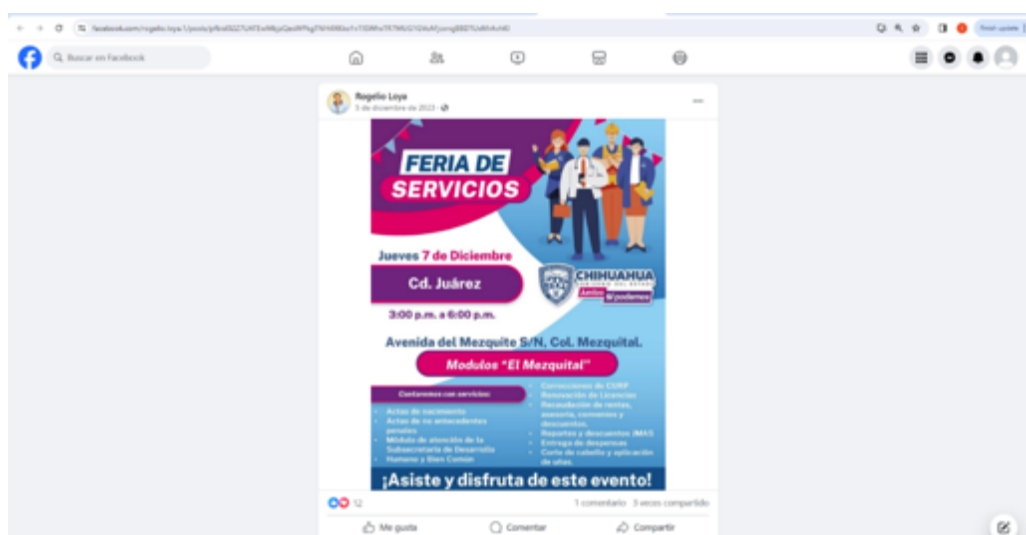 Finish update
Buscar en Facebook
Rogelio Loya
5 de diciembre de 2023
FERIA DE
SERVICIOS
Jueves 7 de Diciembre
Cd. Juárez
CHIHUAHUA
GOBIERNO DEL ESTADO
Juntos
Sí podemos
3:00 p.m. a 6:00 p.m.
Avenida del Mezquite S/N, Col. Mezquital.
Modulos "El Mezquital"
Contaremos con servicios:
• Actas de nacimiento
• Actas de no antecedentes
penales
• Módulo de atención de la
Subsecretaría de Desarrollo
Humano y Bien Común
• Correcciones de CURP
• Renovación de Licencias
• Recaudación de rentas,
asesoría, convenios y
descuentos.
• Reportes y descuentos JMAS
• Entrega de despensas
• Corte de cabello y aplicación
de uñas.
¡Asiste y disfruta de este evento!
12
1 comentario 3 veces compartido
Me gusta
Comentar
Compartir